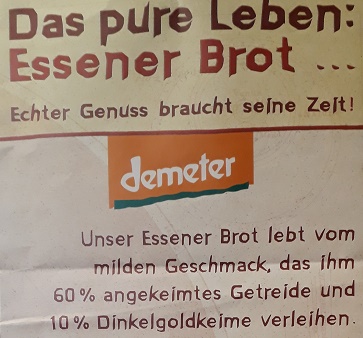 Das pure Leben:
Essener Brot ...
Echter Genuss braucht seine Zeit!
demeter
Unser Essener Brot lebt vom
milden Geschmack, das ihm
60 % angekeimtes Getreide und
10 % Dinkelgoldkeime verleihen.